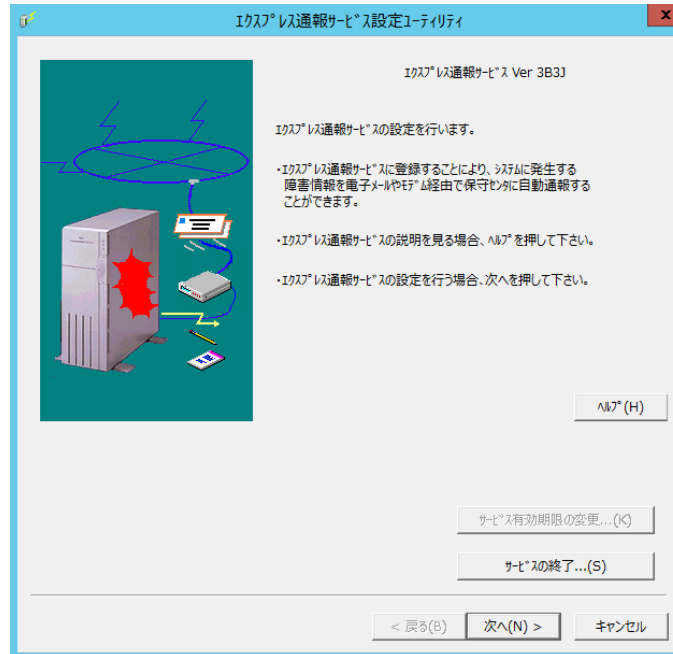 ｴｸｽﾌﾟﾚｽ通報ｻｰﾋﾞｽ設定ﾕｰﾃｨﾘﾃｨ
x
ｴｸｽﾌﾟﾚｽ通報ｻｰﾋﾞｽ Ver 3B3J
ｴｸｽﾌﾟﾚｽ通報ｻｰﾋﾞｽの設定を行います。
･ｴｸｽﾌﾟﾚｽ通報ｻｰﾋﾞｽに登録することにより、ｼｽﾃﾑに発生する
障害情報を電子ﾒｰﾙやﾓﾃﾞﾑ経由で保守ｾﾝﾀに自動通報する
ことができます。
･ｴｸｽﾌﾟﾚｽ通報ｻｰﾋﾞｽの説明を見る場合、ﾍﾙﾌﾟを押して下さい。
･ｴｸｽﾌﾟﾚｽ通報ｻｰﾋﾞｽの設定を行う場合、次へを押して下さい。
ﾍﾙﾌﾟ(H)
ｻｰﾋﾞｽ有効期限の変更...(K)
ｻｰﾋﾞｽの終了...(S)
< 戻る(B)
次へ(N) >
キャンセル